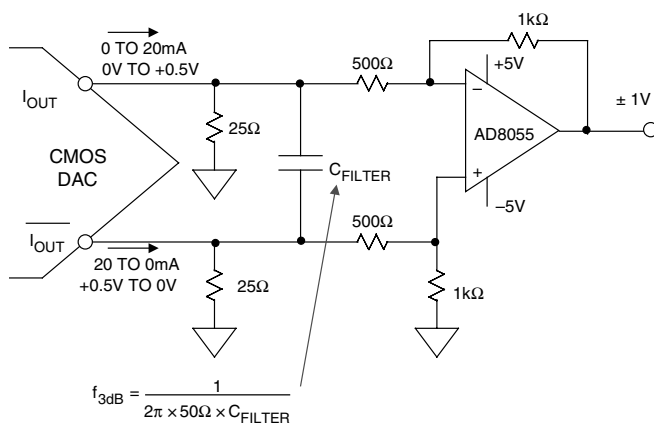 0 TO 20mA
0V TO +0.5V
I_OUT
CMOS
DAC
I̅_O̅U̅T̅
20 TO 0mA
+0.5V TO 0V
25Ω
25Ω
C_FILTER
500Ω
500Ω
1kΩ
+5V
−
AD8055
+
−5V
± 1V
1kΩ
f_3dB = 1 / (2π × 50Ω × C_FILTER)